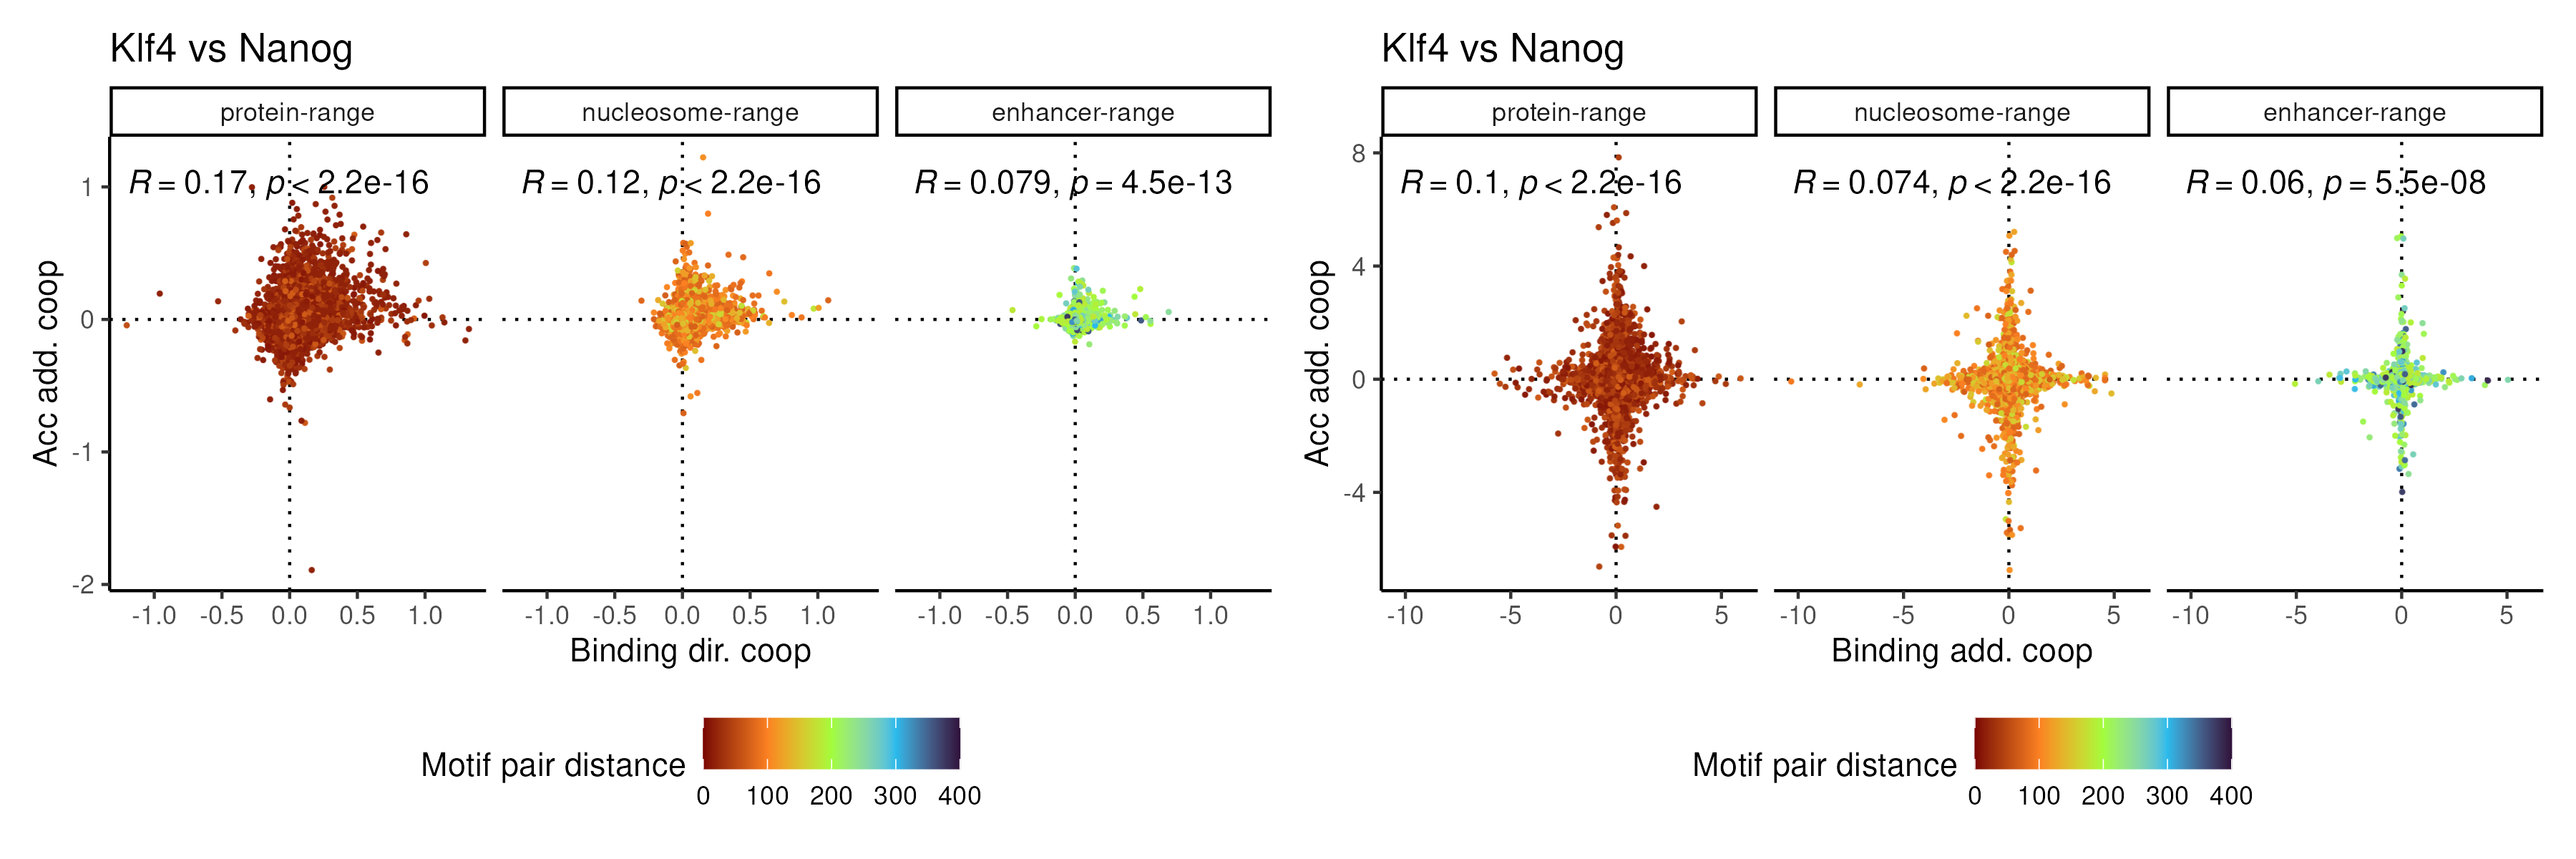 Klf4 vs Nanog
protein-range nucleosome-range enhancer-range
R = 0.17, p < 2.2e-16 R = 0.12, p < 2.2e-16 R = 0.079, p = 4.5e-13
Acc add. coop
1
0
-1
-2
-1.0 -0.5 0.0 0.5 1.0 -1.0 -0.5 0.0 0.5 1.0 -1.0 -0.5 0.0 0.5 1.0
Binding dir. coop
Motif pair distance
0 100 200 300 400
Klf4 vs Nanog
protein-range nucleosome-range enhancer-range
R = 0.1, p < 2.2e-16 R = 0.074, p < 2.2e-16 R = 0.06, p = 5.5e-08
Acc add. coop
8
4
0
-4
-10 -5 0 5 -10 -5 0 5 -10 -5 0 5
Binding add. coop
Motif pair distance
0 100 200 300 400